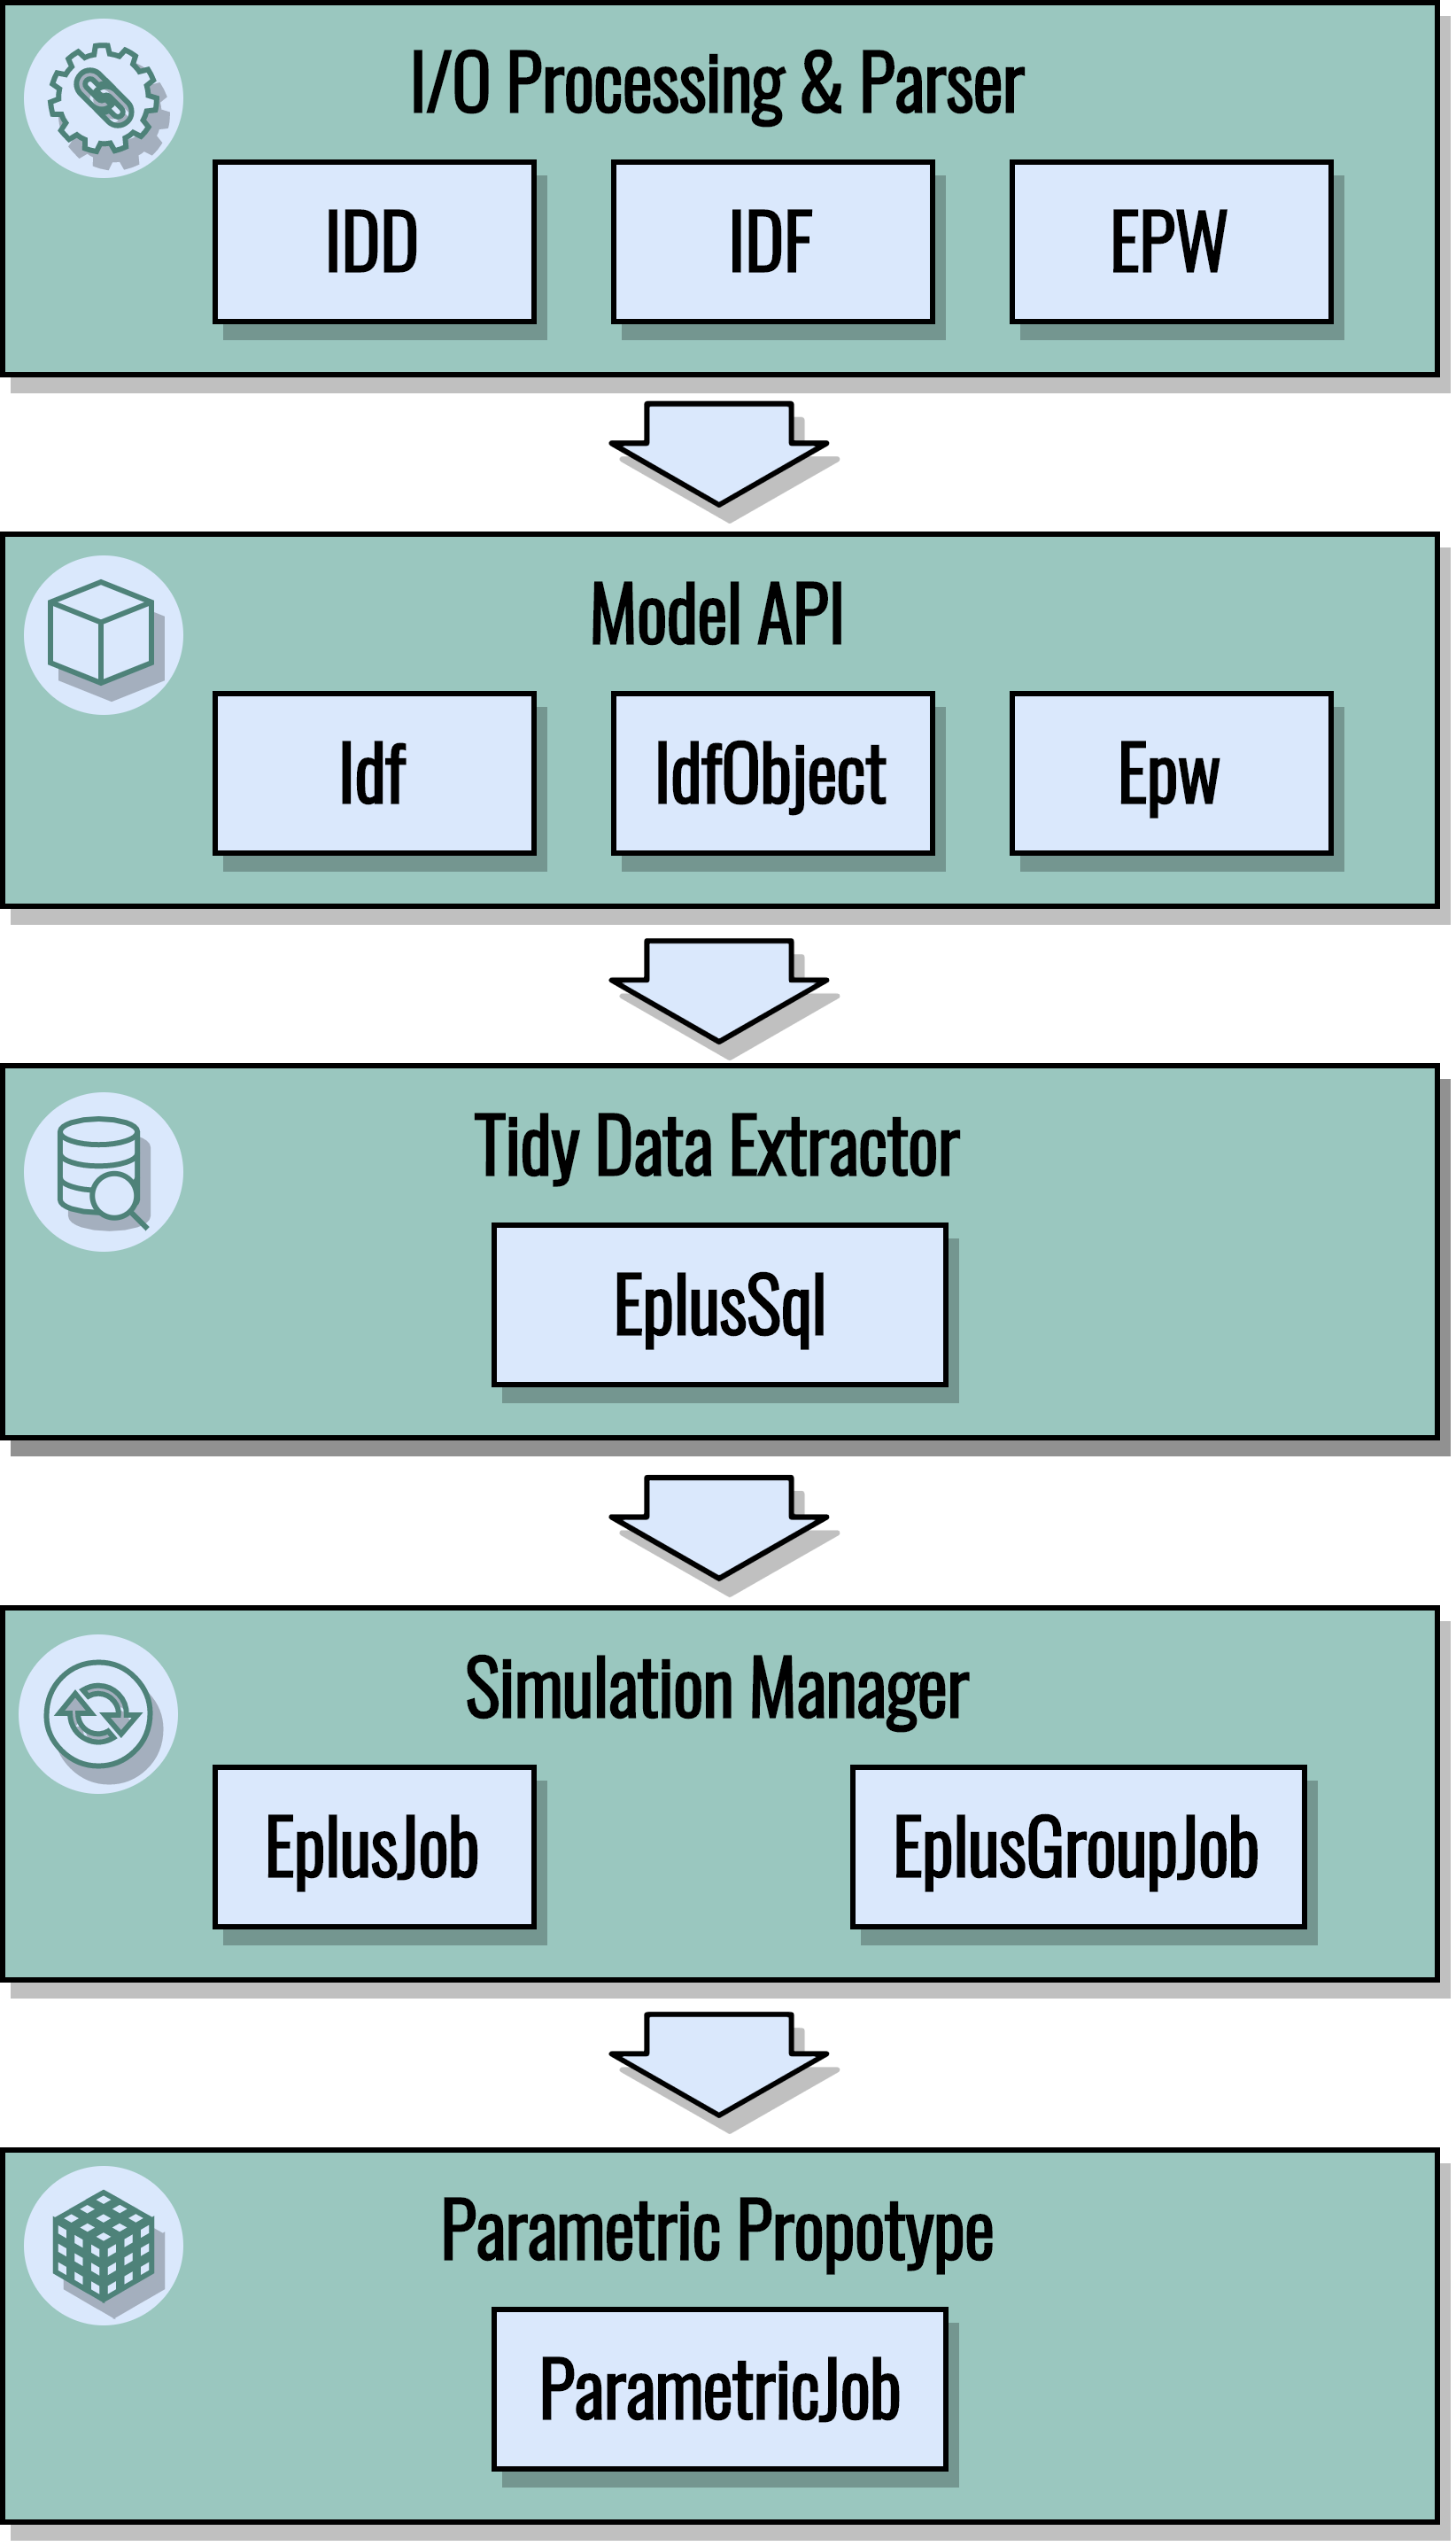 I/O Processing & Parser
IDD
IDF
EPW
Model API
Idf
IdfObject
Epw
Tidy Data Extractor
EplusSql
Simulation Manager
EplusJob
EplusGroupJob
Parametric Propotype
ParametricJob